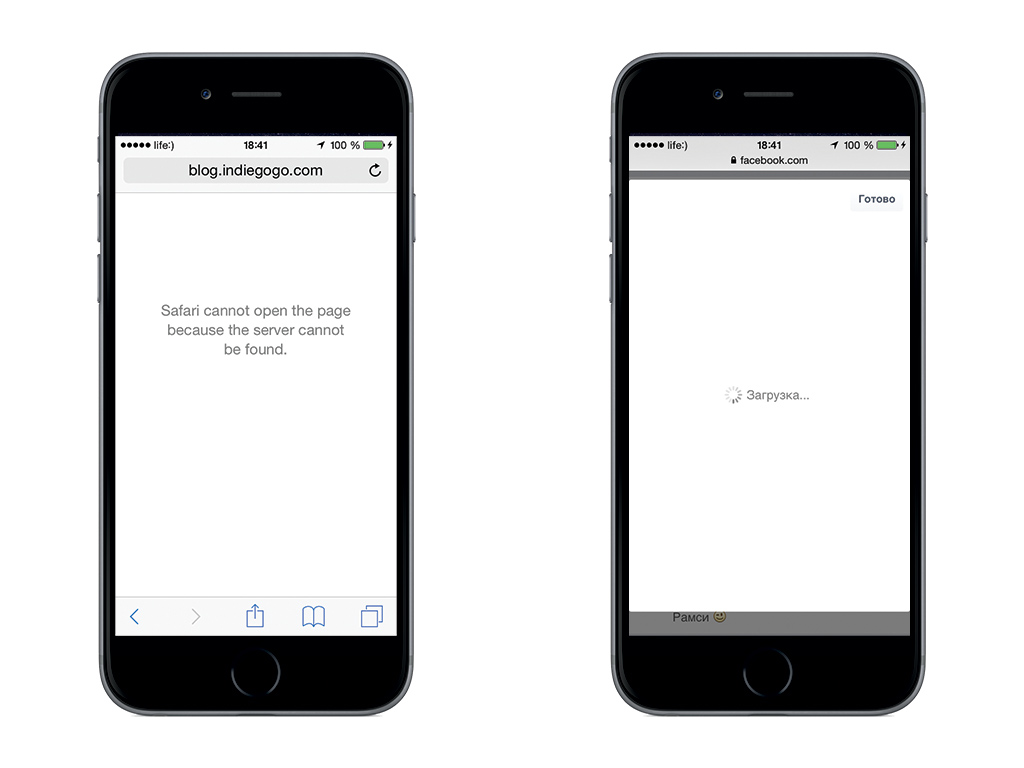 life:) 18:41 100 %
blog.indiegogo.com
Safari cannot open the page
because the server cannot
be found.
life:) 18:41 100 %
facebook.com
Готово
Загрузка...
Рамси